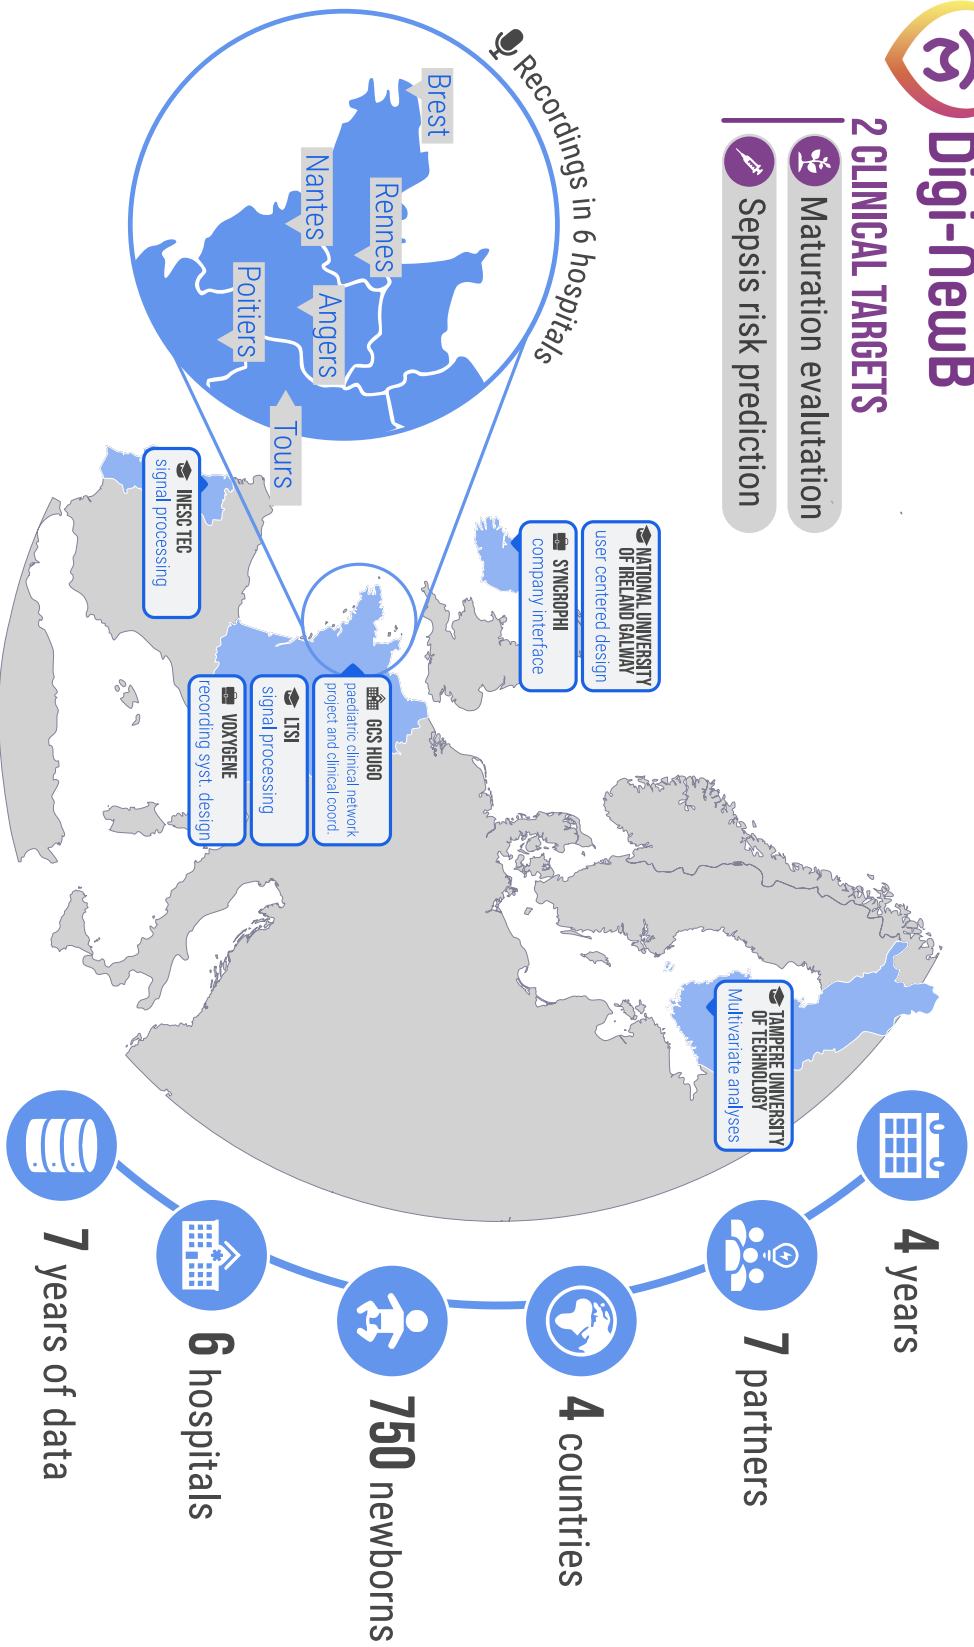 Digi-NewB
2 CLINICAL TARGETS
Maturation evalutation
Sepsis risk prediction
Recordings in 6 hospitals
Brest
Rennes
Nantes
Angers
Poitiers
Tours
NATIONAL UNIVERSITY
OF IRELAND GALWAY
user centered design
SYNCROPHI
company interface
TAMPERE UNIVERSITY
OF TECHNOLOGY
Multivariate analyses
GCS HUGO
paediatric clinical network
project and clinical coord.
LTSI
signal processing
VOXYGENE
recording syst. design
INESC TEC
signal processing
4 years
7 partners
4 countries
750 newborns
6 hospitals
7 years of data